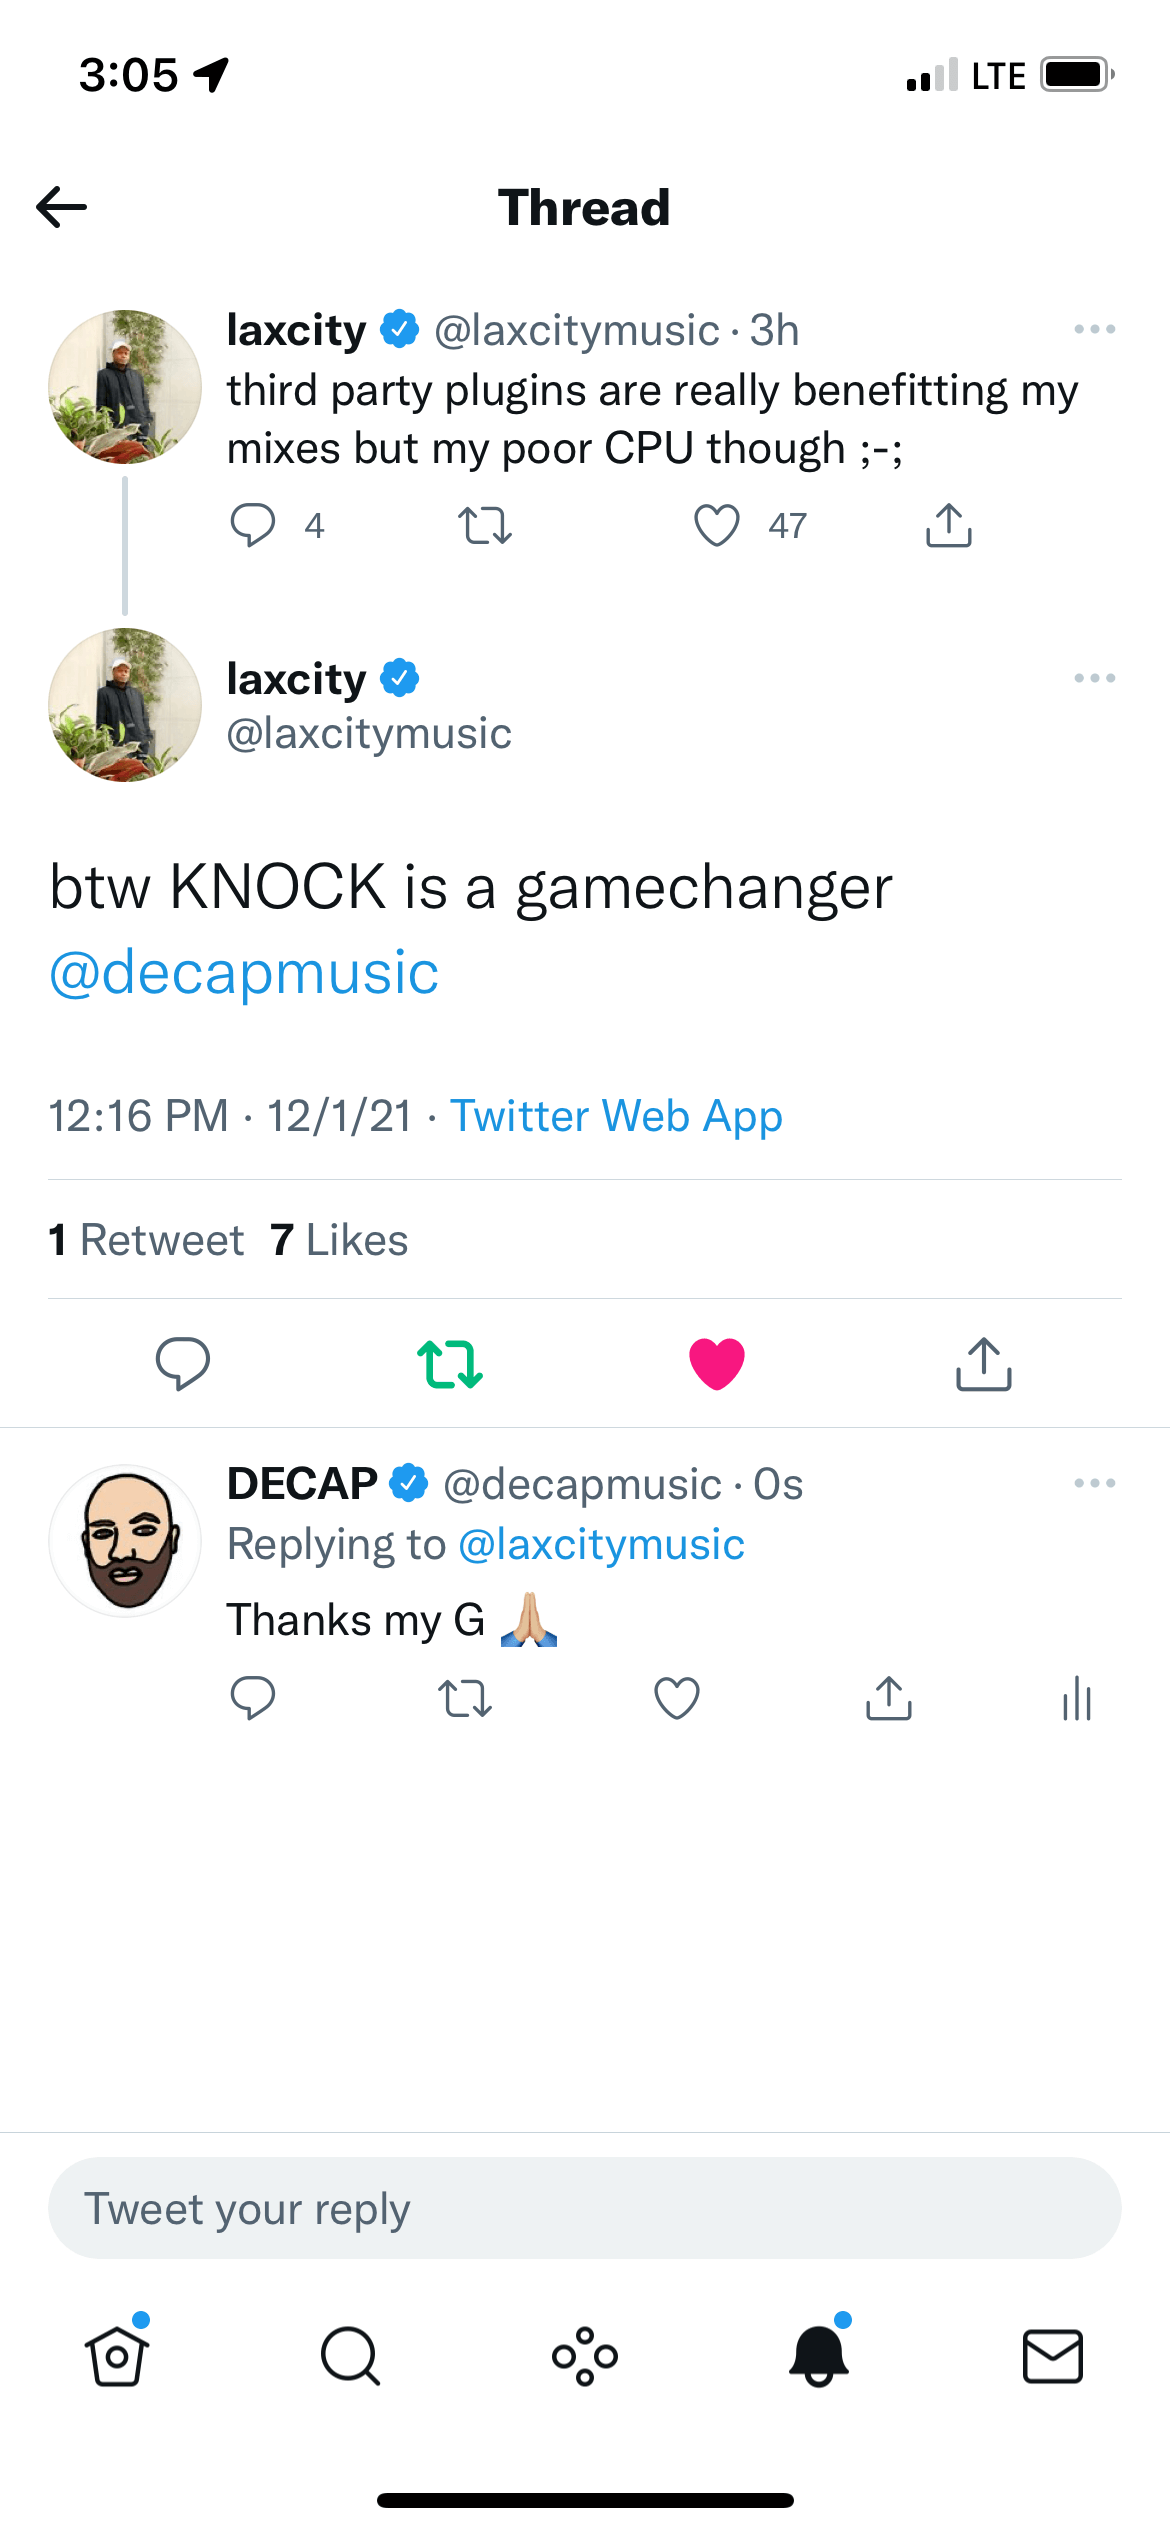 3:05 LTE
Thread
laxcity @laxcitymusic · 3h
third party plugins are really benefitting my
mixes but my poor CPU though ;-;
4 47
laxcity
@laxcitymusic
btw KNOCK is a gamechanger
@decapmusic
12:16 PM · 12/1/21 · Twitter Web App
1 Retweet 7 Likes
DECAP @decapmusic · 0s
Replying to @laxcitymusic
Thanks my G 🙏🏼
Tweet your reply